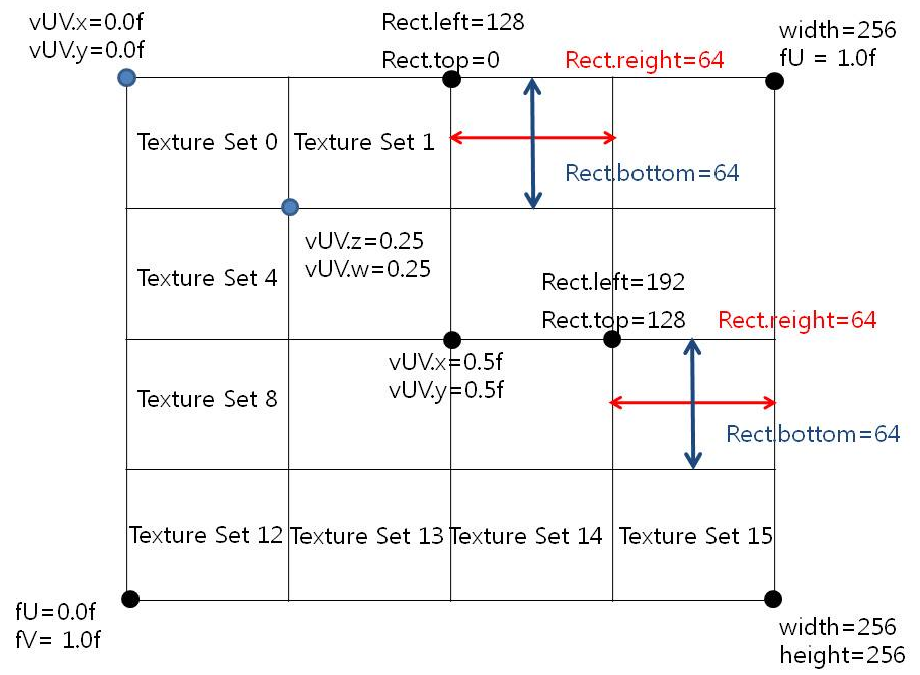 vUV.x=0.0f
vUV.y=0.0f
Rect.left=128
Rect.top=0
Rect.reight=64
width=256
fU = 1.0f
Texture Set 0
Texture Set 1
Rect.bottom=64
vUV.z=0.25
vUV.w=0.25
Texture Set 4
Rect.left=192
Rect.top=128
Rect.reight=64
vUV.x=0.5f
vUV.y=0.5f
Texture Set 8
Rect.bottom=64
Texture Set 12
Texture Set 13
Texture Set 14
Texture Set 15
fU=0.0f
fV= 1.0f
width=256
height=256